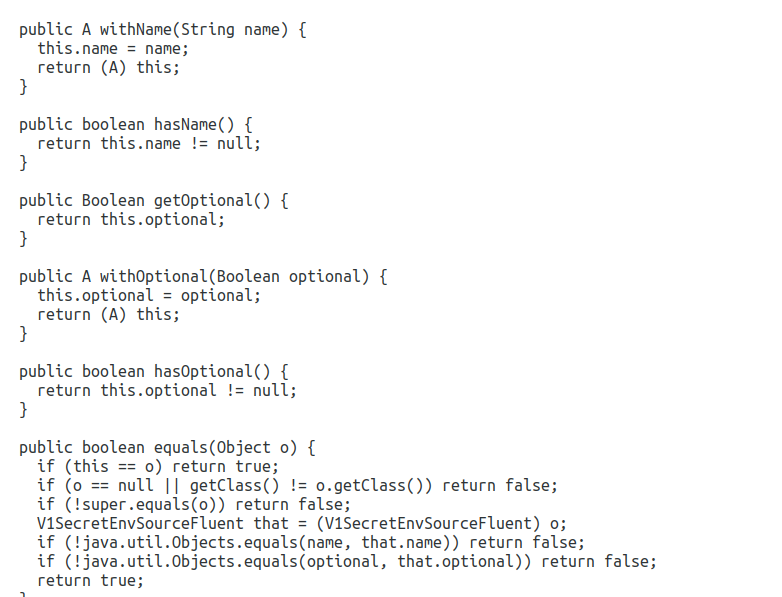 public A withName(String name) {
  this.name = name;
  return (A) this;
}

public boolean hasName() {
  return this.name != null;
}

public Boolean getOptional() {
  return this.optional;
}

public A withOptional(Boolean optional) {
  this.optional = optional;
  return (A) this;
}

public boolean hasOptional() {
  return this.optional != null;
}

public boolean equals(Object o) {
  if (this == o) return true;
  if (o == null || getClass() != o.getClass()) return false;
  if (!super.equals(o)) return false;
  V1SecretEnvSourceFluent that = (V1SecretEnvSourceFluent) o;
  if (!java.util.Objects.equals(name, that.name)) return false;
  if (!java.util.Objects.equals(optional, that.optional)) return false;
  return true;
}